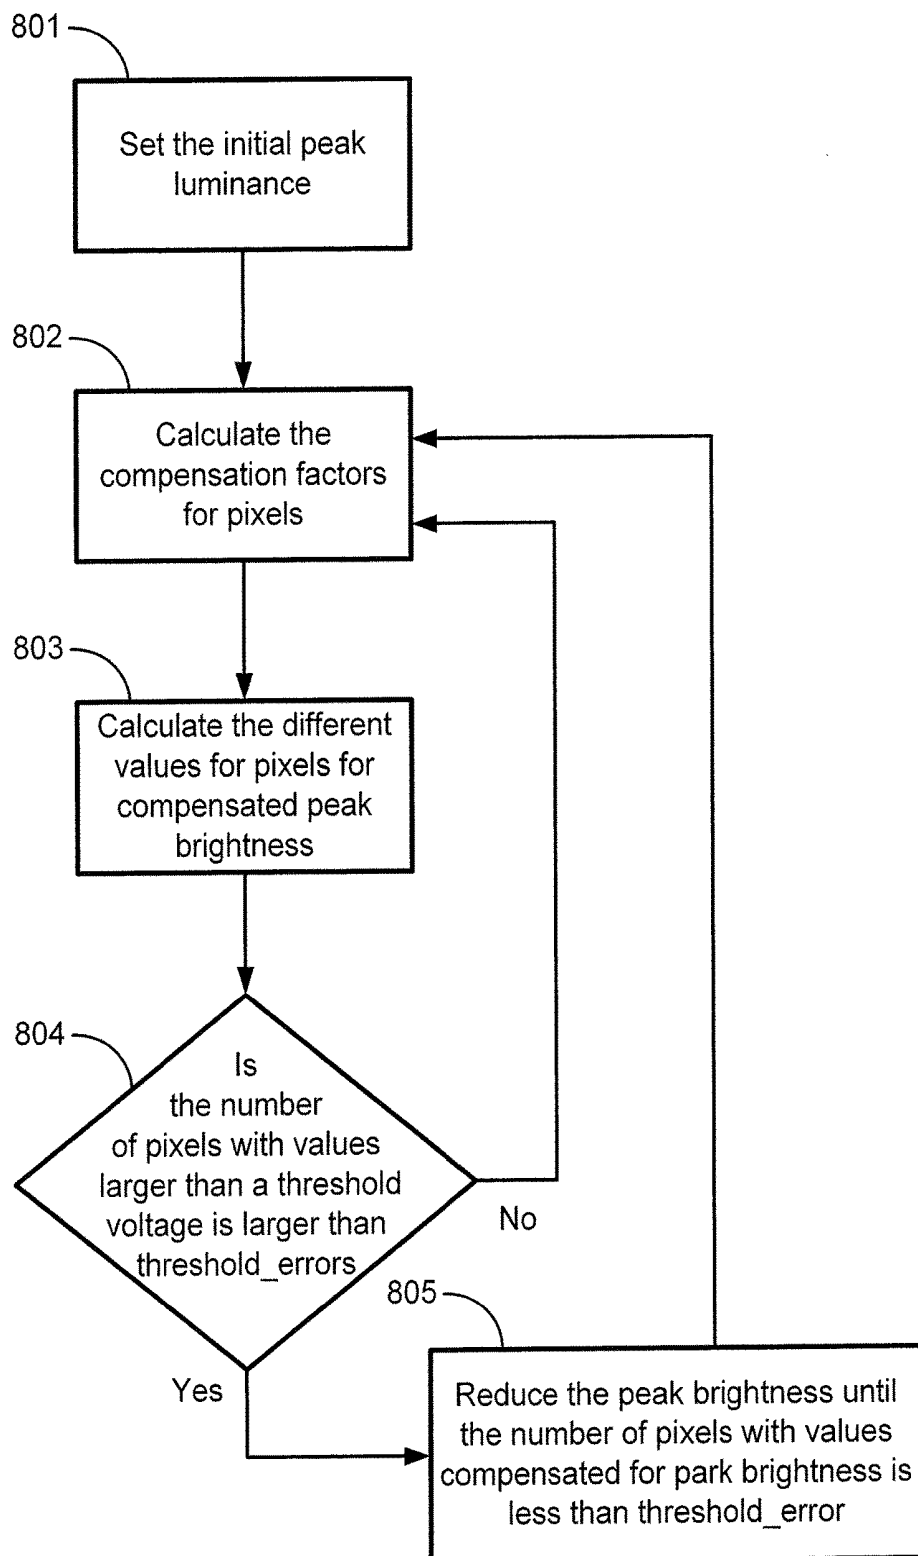 801
Set the initial peak
luminance
802
Calculate the
compensation factors
for pixels
803
Calculate the different
values for pixels for
compensated peak
brightness
804
Is
the number
of pixels with values
larger than a threshold
voltage is larger than
threshold_errors
No
Yes
805
Reduce the peak brightness until
the number of pixels with values
compensated for park brightness is
less than threshold_error